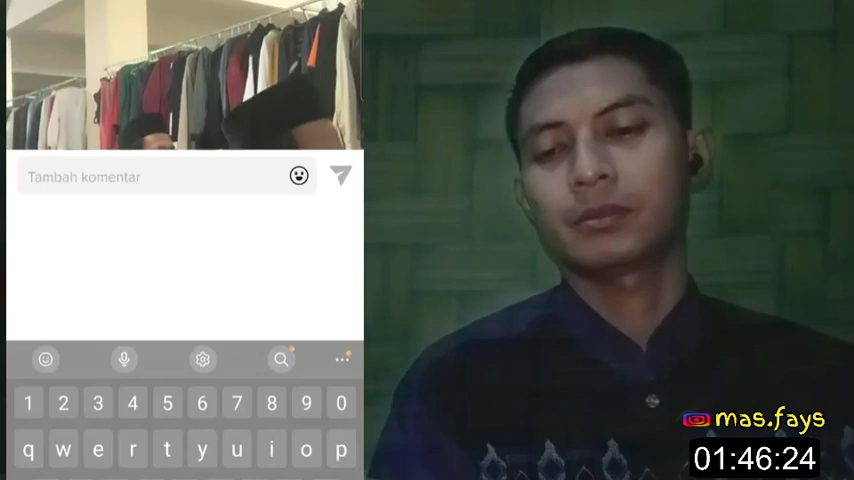 Tambah komentar
1 2 3 4 5 6 7 8 9 0
q w e r t y u i o p
mas.fays
01:46:24